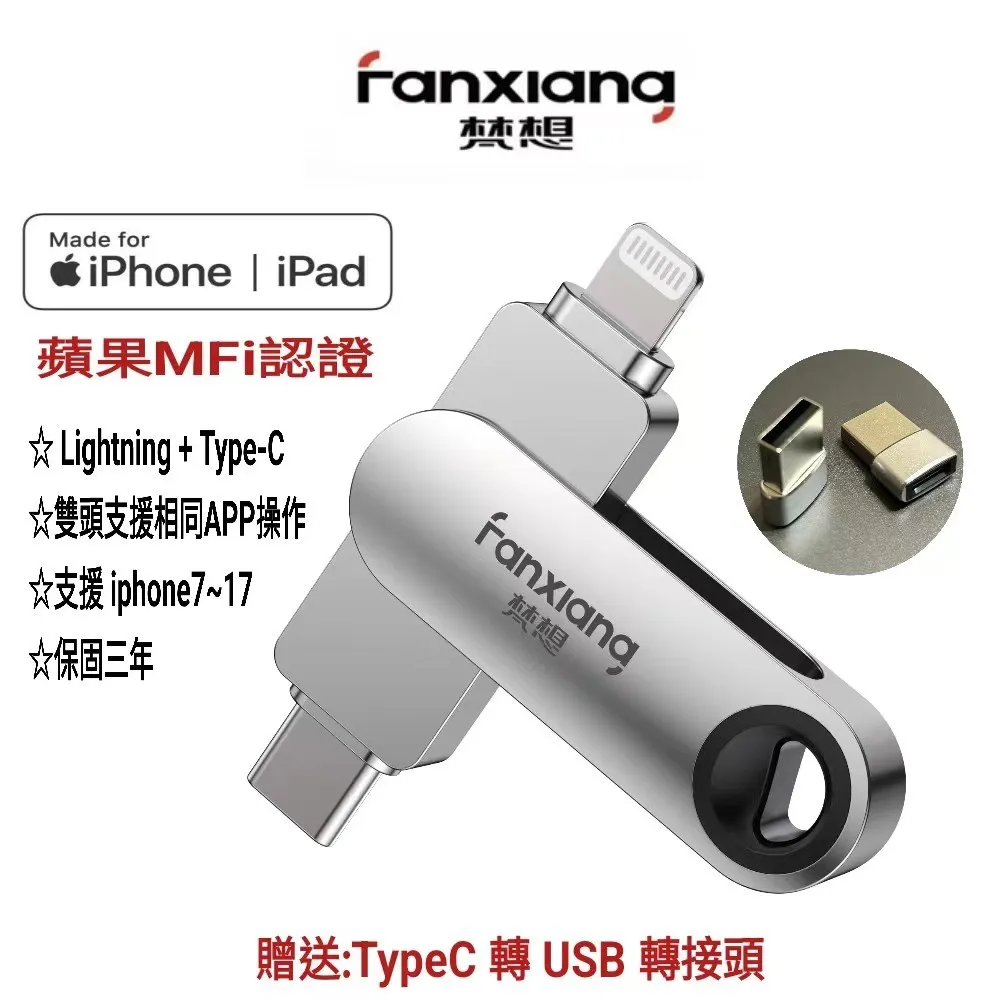 fanxiang
梵想
Made for
iPhone | iPad
蘋果MFi認證
☆ Lightning + Type-C
☆雙頭支援相同APP操作
☆支援 iphone7~17
☆保固三年
fanxiang
梵想
贈送:TypeC 轉 USB 轉接頭